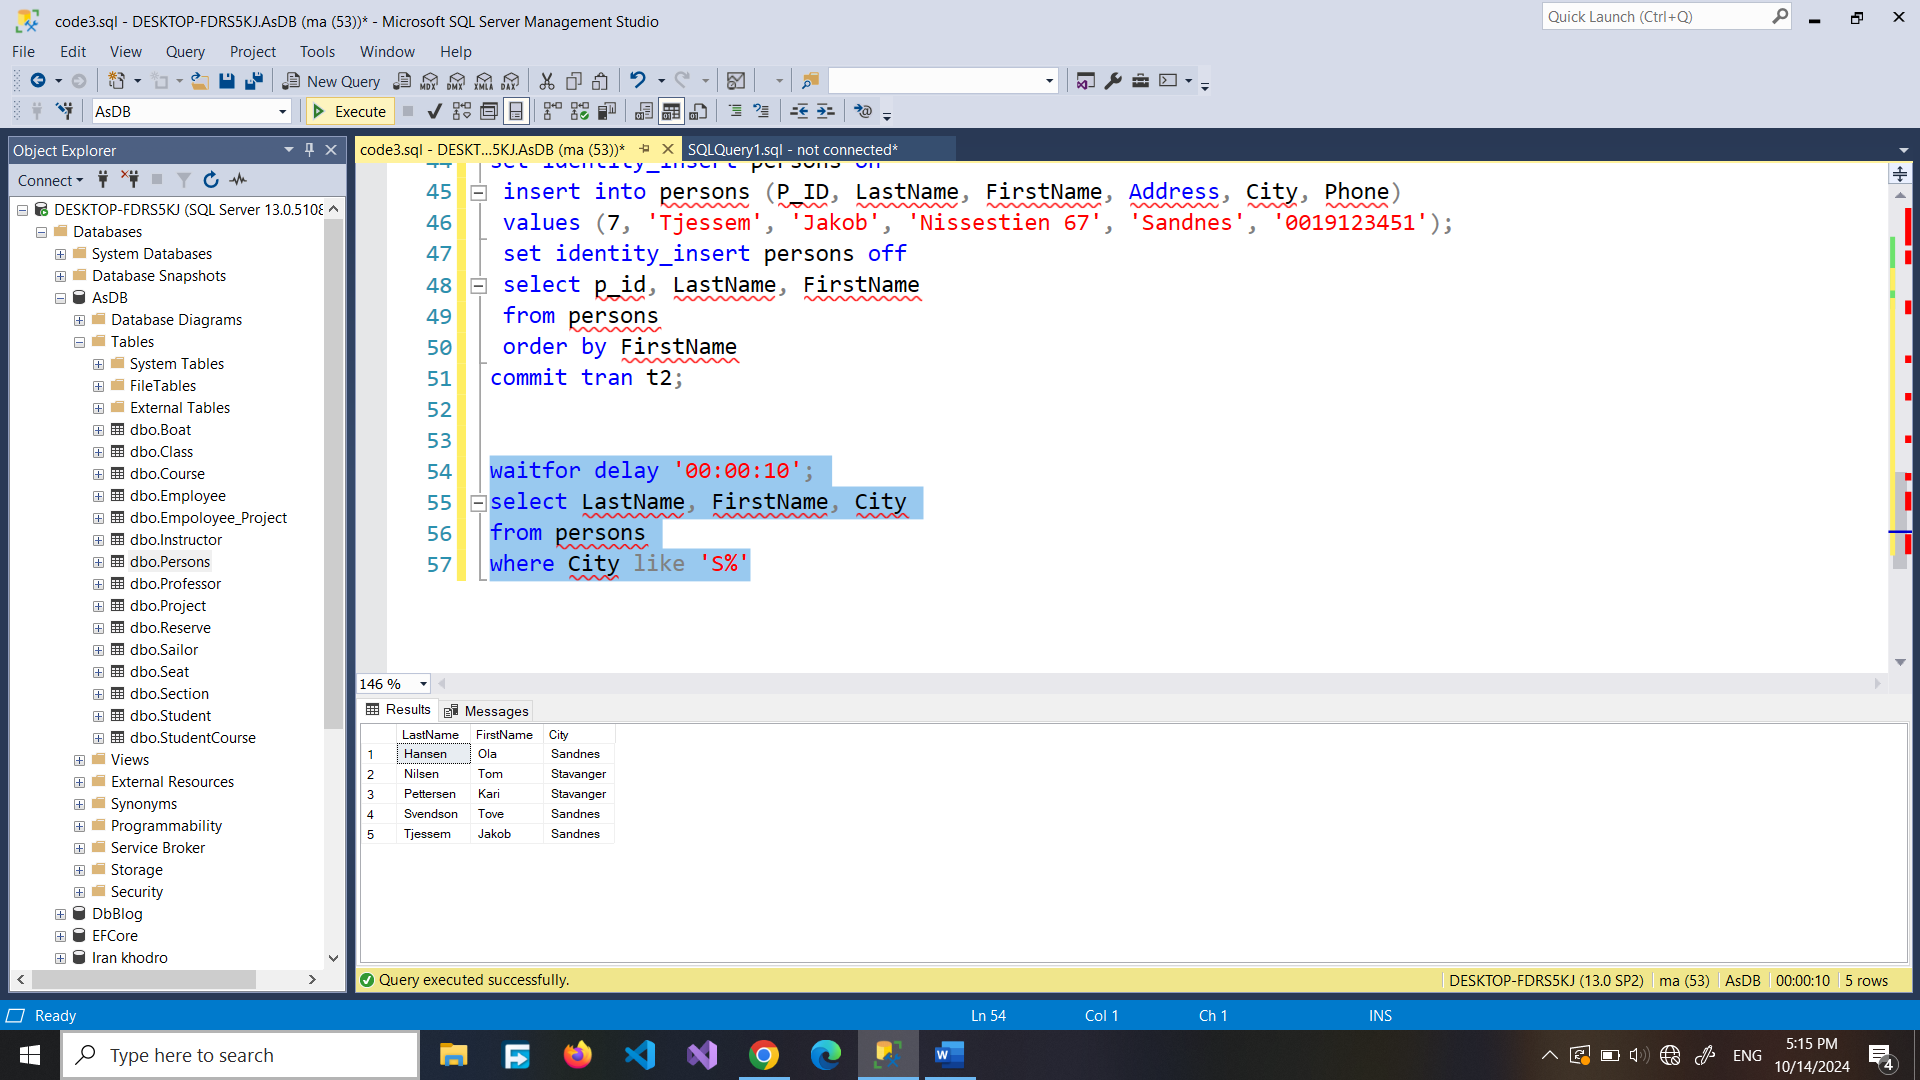 code3.sql - DESKTOP-FDRS5KJ.AsDB (ma (53))* - Microsoft SQL Server Management Studio
Quick Launch (Ctrl+Q)
File Edit View Query Project Tools Window Help
New Query MDX DMX XMLA DAX
AsDB Execute
Object Explorer
Connect
DESKTOP-FDRS5KJ (SQL Server 13.0.5108
Databases
System Databases
Database Snapshots
AsDB
Database Diagrams
Tables
System Tables
FileTables
External Tables
dbo.Boat
dbo.Class
dbo.Course
dbo.Employee
dbo.Empoloyee_Project
dbo.Instructor
dbo.Persons
dbo.Professor
dbo.Project
dbo.Reserve
dbo.Sailor
dbo.Seat
dbo.Section
dbo.Student
dbo.StudentCourse
Views
External Resources
Synonyms
Programmability
Service Broker
Storage
Security
DbBlog
EFCore
Iran khodro
code3.sql - DESKT...5KJ.AsDB (ma (53))* SQLQuery1.sql - not connected*
44 set identity_insert persons on
45 insert into persons (P_ID, LastName, FirstName, Address, City, Phone)
46 values (7, 'Tjessem', 'Jakob', 'Nissestien 67', 'Sandnes', '0019123451');
47 set identity_insert persons off
48 select p_id, LastName, FirstName
49 from persons
50 order by FirstName
51 commit tran t2;
52
53
54 waitfor delay '00:00:10';
55 select LastName, FirstName, City
56 from persons
57 where City like 'S%'
146 %
Results Messages
LastName FirstName City
1 Hansen Ola Sandnes
2 Nilsen Tom Stavanger
3 Pettersen Kari Stavanger
4 Svendson Tove Sandnes
5 Tjessem Jakob Sandnes
Query executed successfully. DESKTOP-FDRS5KJ (13.0 SP2) ma (53) AsDB 00:00:10 5 rows
Ready Ln 54 Col 1 Ch 1 INS
Type here to search
ENG 5:15 PM
10/14/2024
4